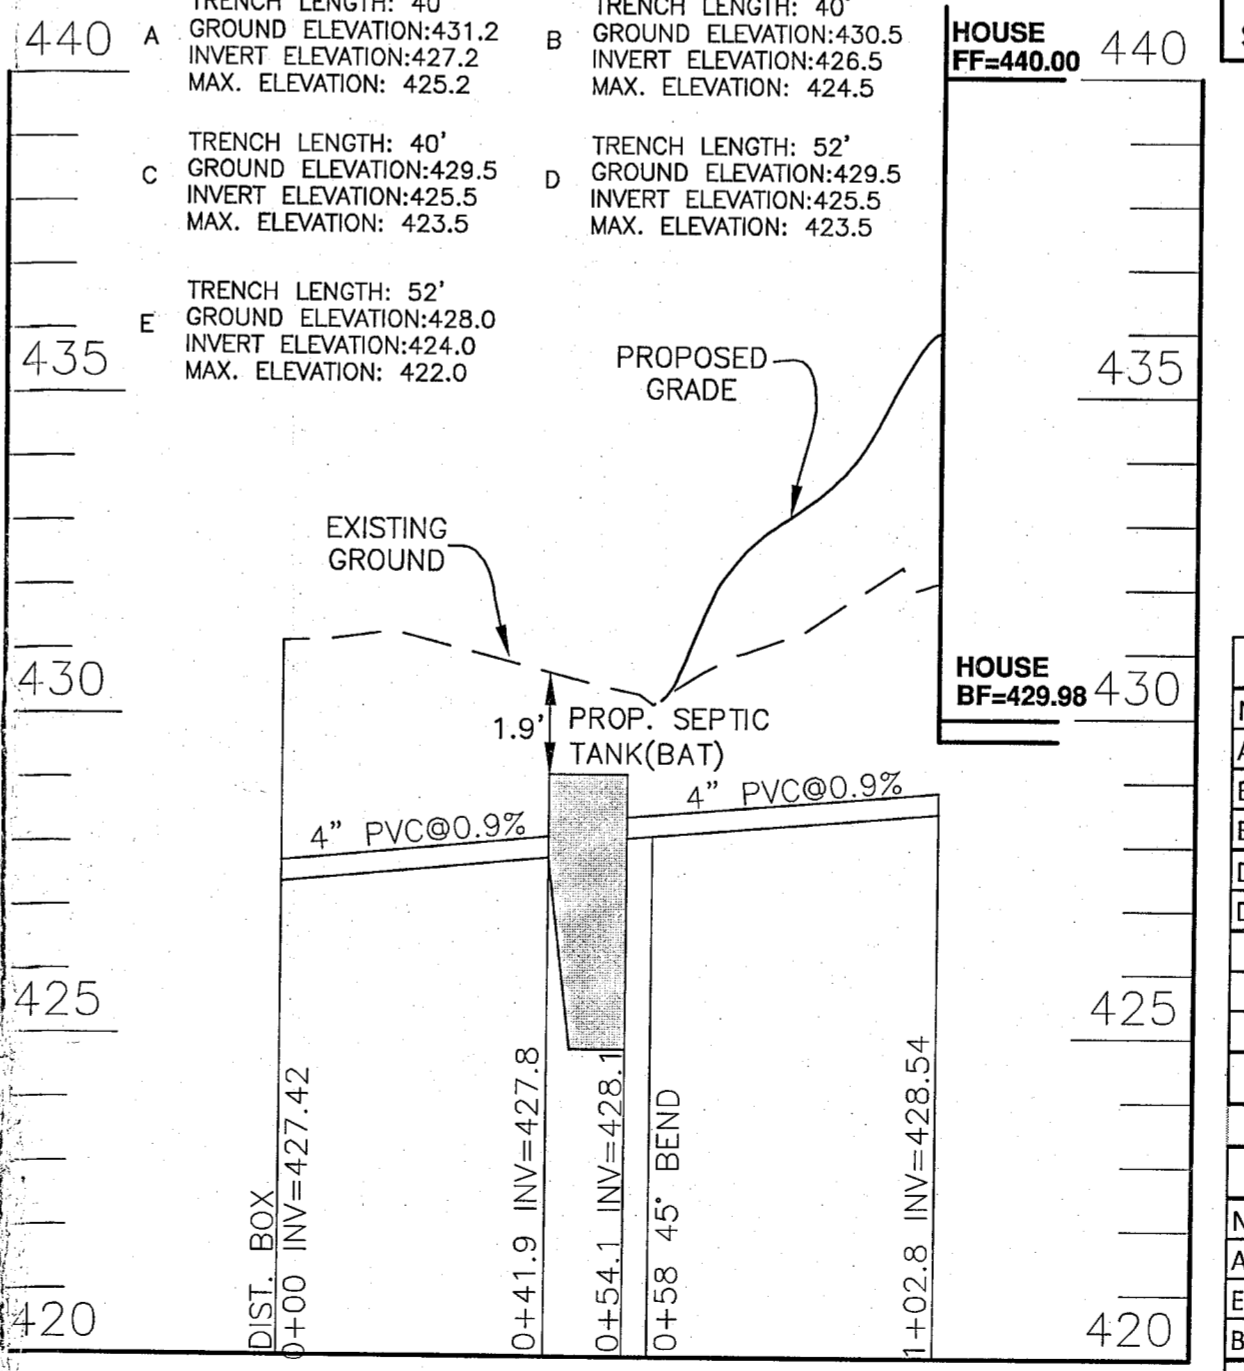 TRENCH LENGTH: 40'
440 A GROUND ELEVATION:431.2
INVERT ELEVATION:427.2
MAX. ELEVATION: 425.2
TRENCH LENGTH: 40'
B GROUND ELEVATION:430.5
INVERT ELEVATION:426.5
MAX. ELEVATION: 424.5
HOUSE
FF=440.00
440
TRENCH LENGTH: 40'
C GROUND ELEVATION:429.5
INVERT ELEVATION:425.5
MAX. ELEVATION: 423.5
TRENCH LENGTH: 52'
D GROUND ELEVATION:429.5
INVERT ELEVATION:425.5
MAX. ELEVATION: 423.5
TRENCH LENGTH: 52'
E GROUND ELEVATION:428.0
INVERT ELEVATION:424.0
MAX. ELEVATION: 422.0
435
PROPOSED
GRADE
435
EXISTING
GROUND
430
1.9'
PROP. SEPTIC
TANK(BAT)
HOUSE
BF=429.98
430
4" PVC@0.9%
4" PVC@0.9%
425
425
DIST. BOX
0+00 INV=427.42
0+41.9 INV=427.8
0+54.1 INV=428.1
0+58 45° BEND
1+02.8 INV=428.54
420
420